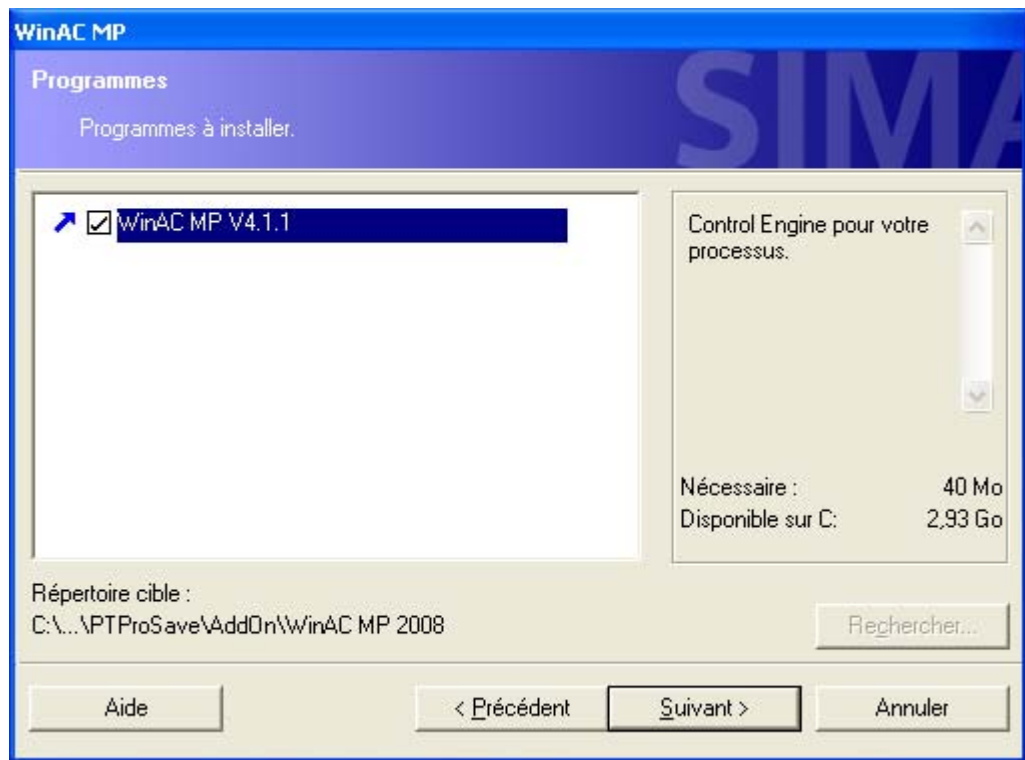 WinAC MP
Programmes
Programmes à installer.
SIMA
WinAC MP V4.1.1
Control Engine pour votre
processus.
Nécessaire : 40 Mo
Disponible sur C: 2,93 Go
Répertoire cible :
C:\...\PTProSave\AddOn\WinAC MP 2008
Rechercher...
Aide
< Précédent
Suivant >
Annuler